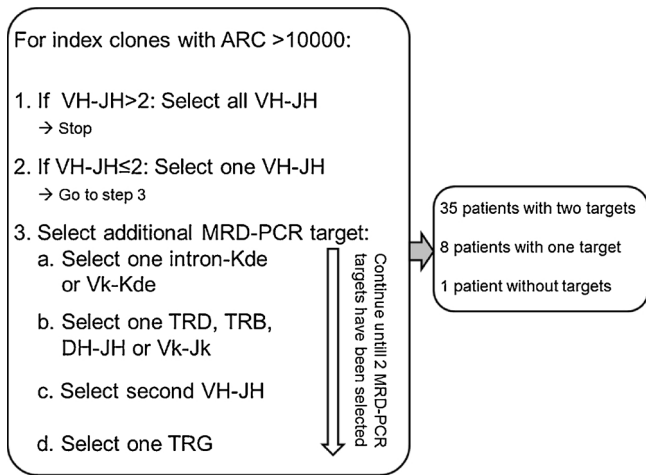 For index clones with ARC >10000:
1. If VH-JH>2: Select all VH-JH
→ Stop
2. If VH-JH≤2: Select one VH-JH
→ Go to step 3
3. Select additional MRD-PCR target:
a. Select one intron-Kde
or Vk-Kde
b. Select one TRD, TRB,
DH-JH or Vk-Jk
c. Select second VH-JH
d. Select one TRG
Continue untill 2 MRD-PCR
targets have been selected
35 patients with two targets
8 patients with one target
1 patient without targets